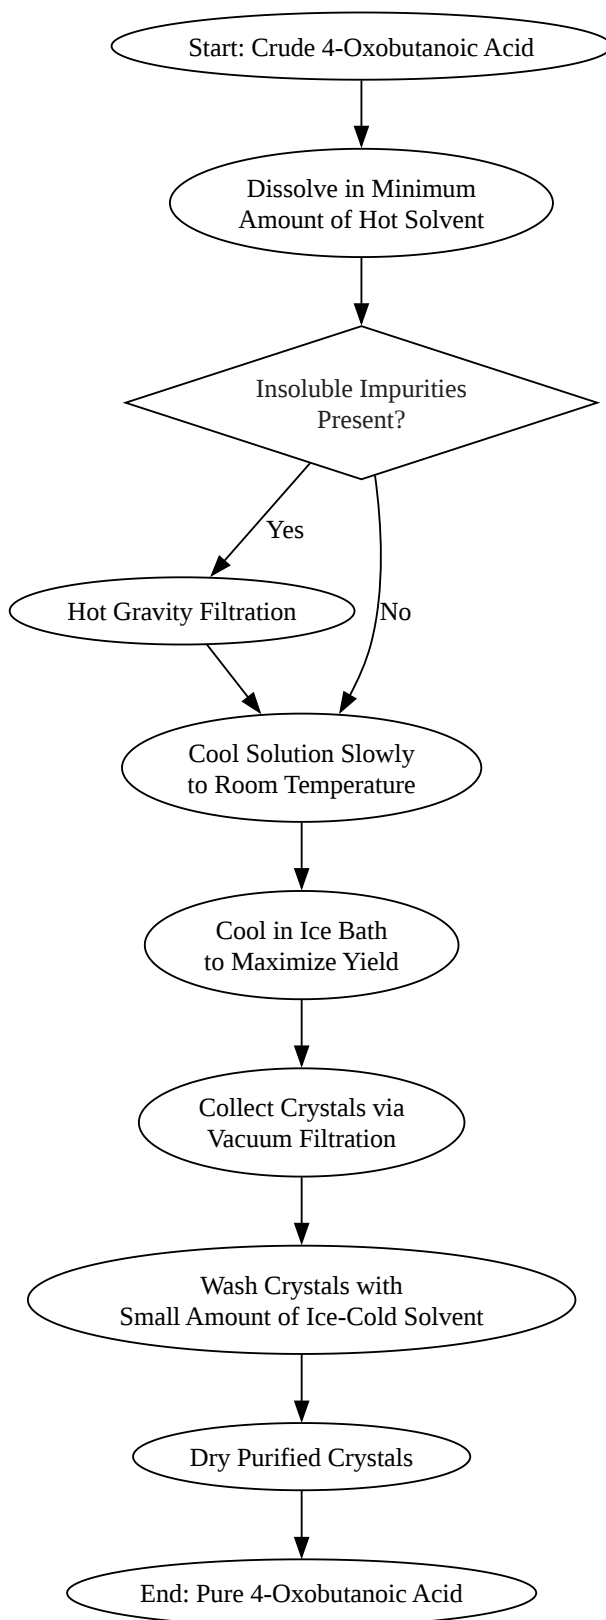 Start: Crude 4-Oxobutanoic Acid
Dissolve in Minimum
Amount of Hot Solvent
Insoluble Impurities
Present?
Yes
Hot Gravity Filtration
No
Cool Solution Slowly
to Room Temperature
Cool in Ice Bath
to Maximize Yield
Collect Crystals via
Vacuum Filtration
Wash Crystals with
Small Amount of Ice-Cold Solvent
Dry Purified Crystals
End: Pure 4-Oxobutanoic Acid